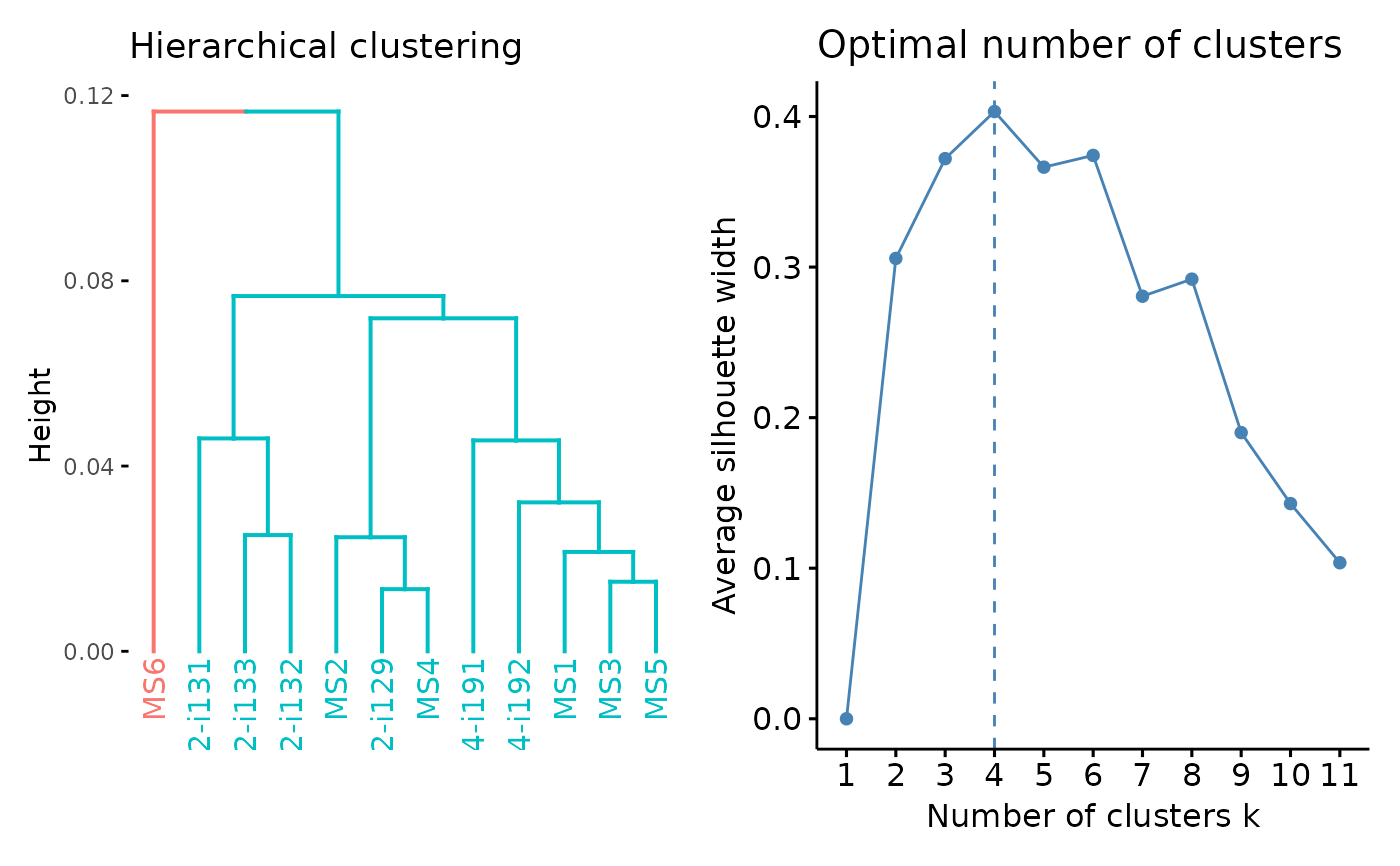 Hierarchical clustering
0.12
0.08
0.04
0.00
Height
MS6
2-i131
2-i133
2-i132
MS2
2-i129
MS4
4-i191
4-i192
MS1
MS3
MS5
Optimal number of clusters
0.4
0.3
0.2
0.1
0.0
Average silhouette width
1 2 3 4 5 6 7 8 9 10 11
Number of clusters k